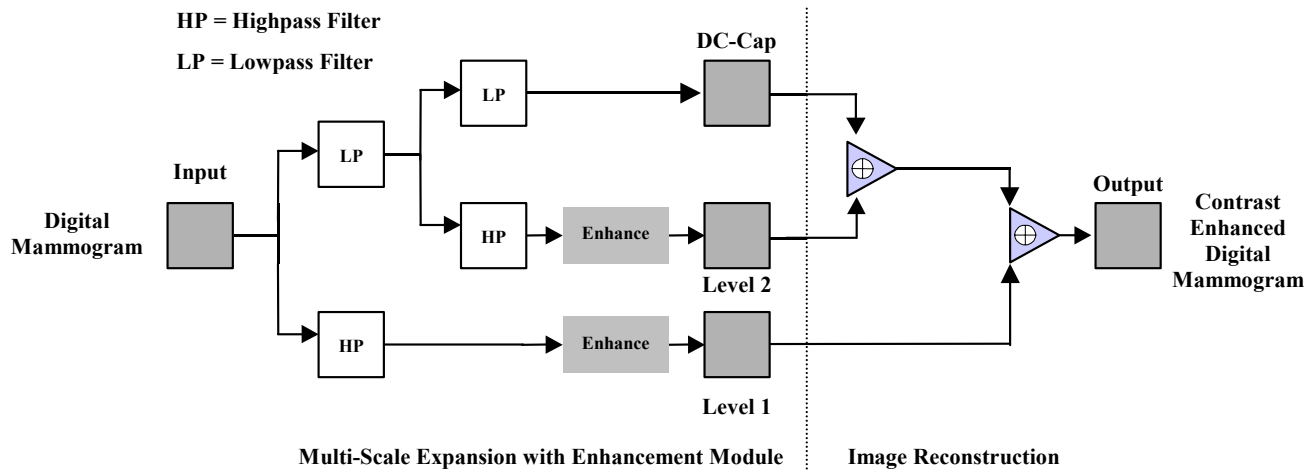 HP = Highpass Filter
LP = Lowpass Filter
DC-Cap
LP
LP
Input
Digital
Mammogram
HP
Enhance
Level 2
Output
Contrast
Enhanced
Digital
Mammogram
HP
Enhance
Level 1
Multi-Scale Expansion with Enhancement Module
Image Reconstruction